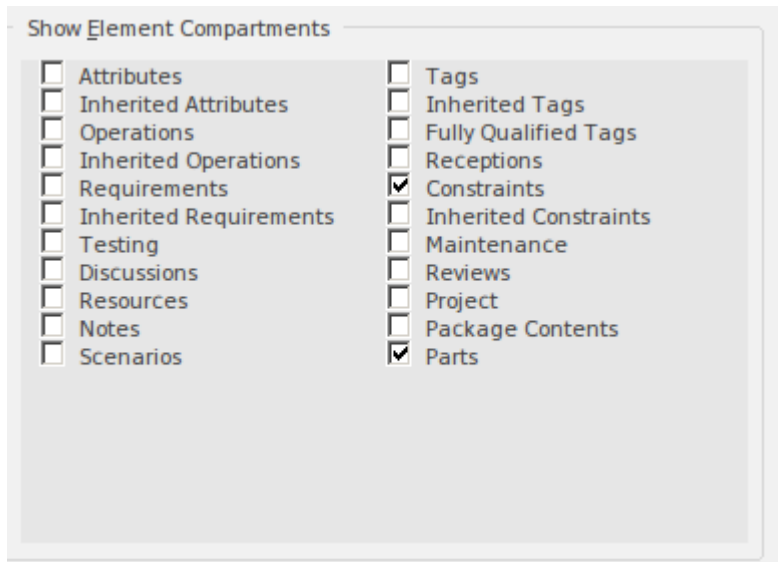 Show Element Compartments
Attributes
Inherited Attributes
Operations
Inherited Operations
Requirements
Inherited Requirements
Testing
Discussions
Resources
Notes
Scenarios
Tags
Inherited Tags
Fully Qualified Tags
Receptions
Constraints
Inherited Constraints
Maintenance
Reviews
Project
Package Contents
Parts